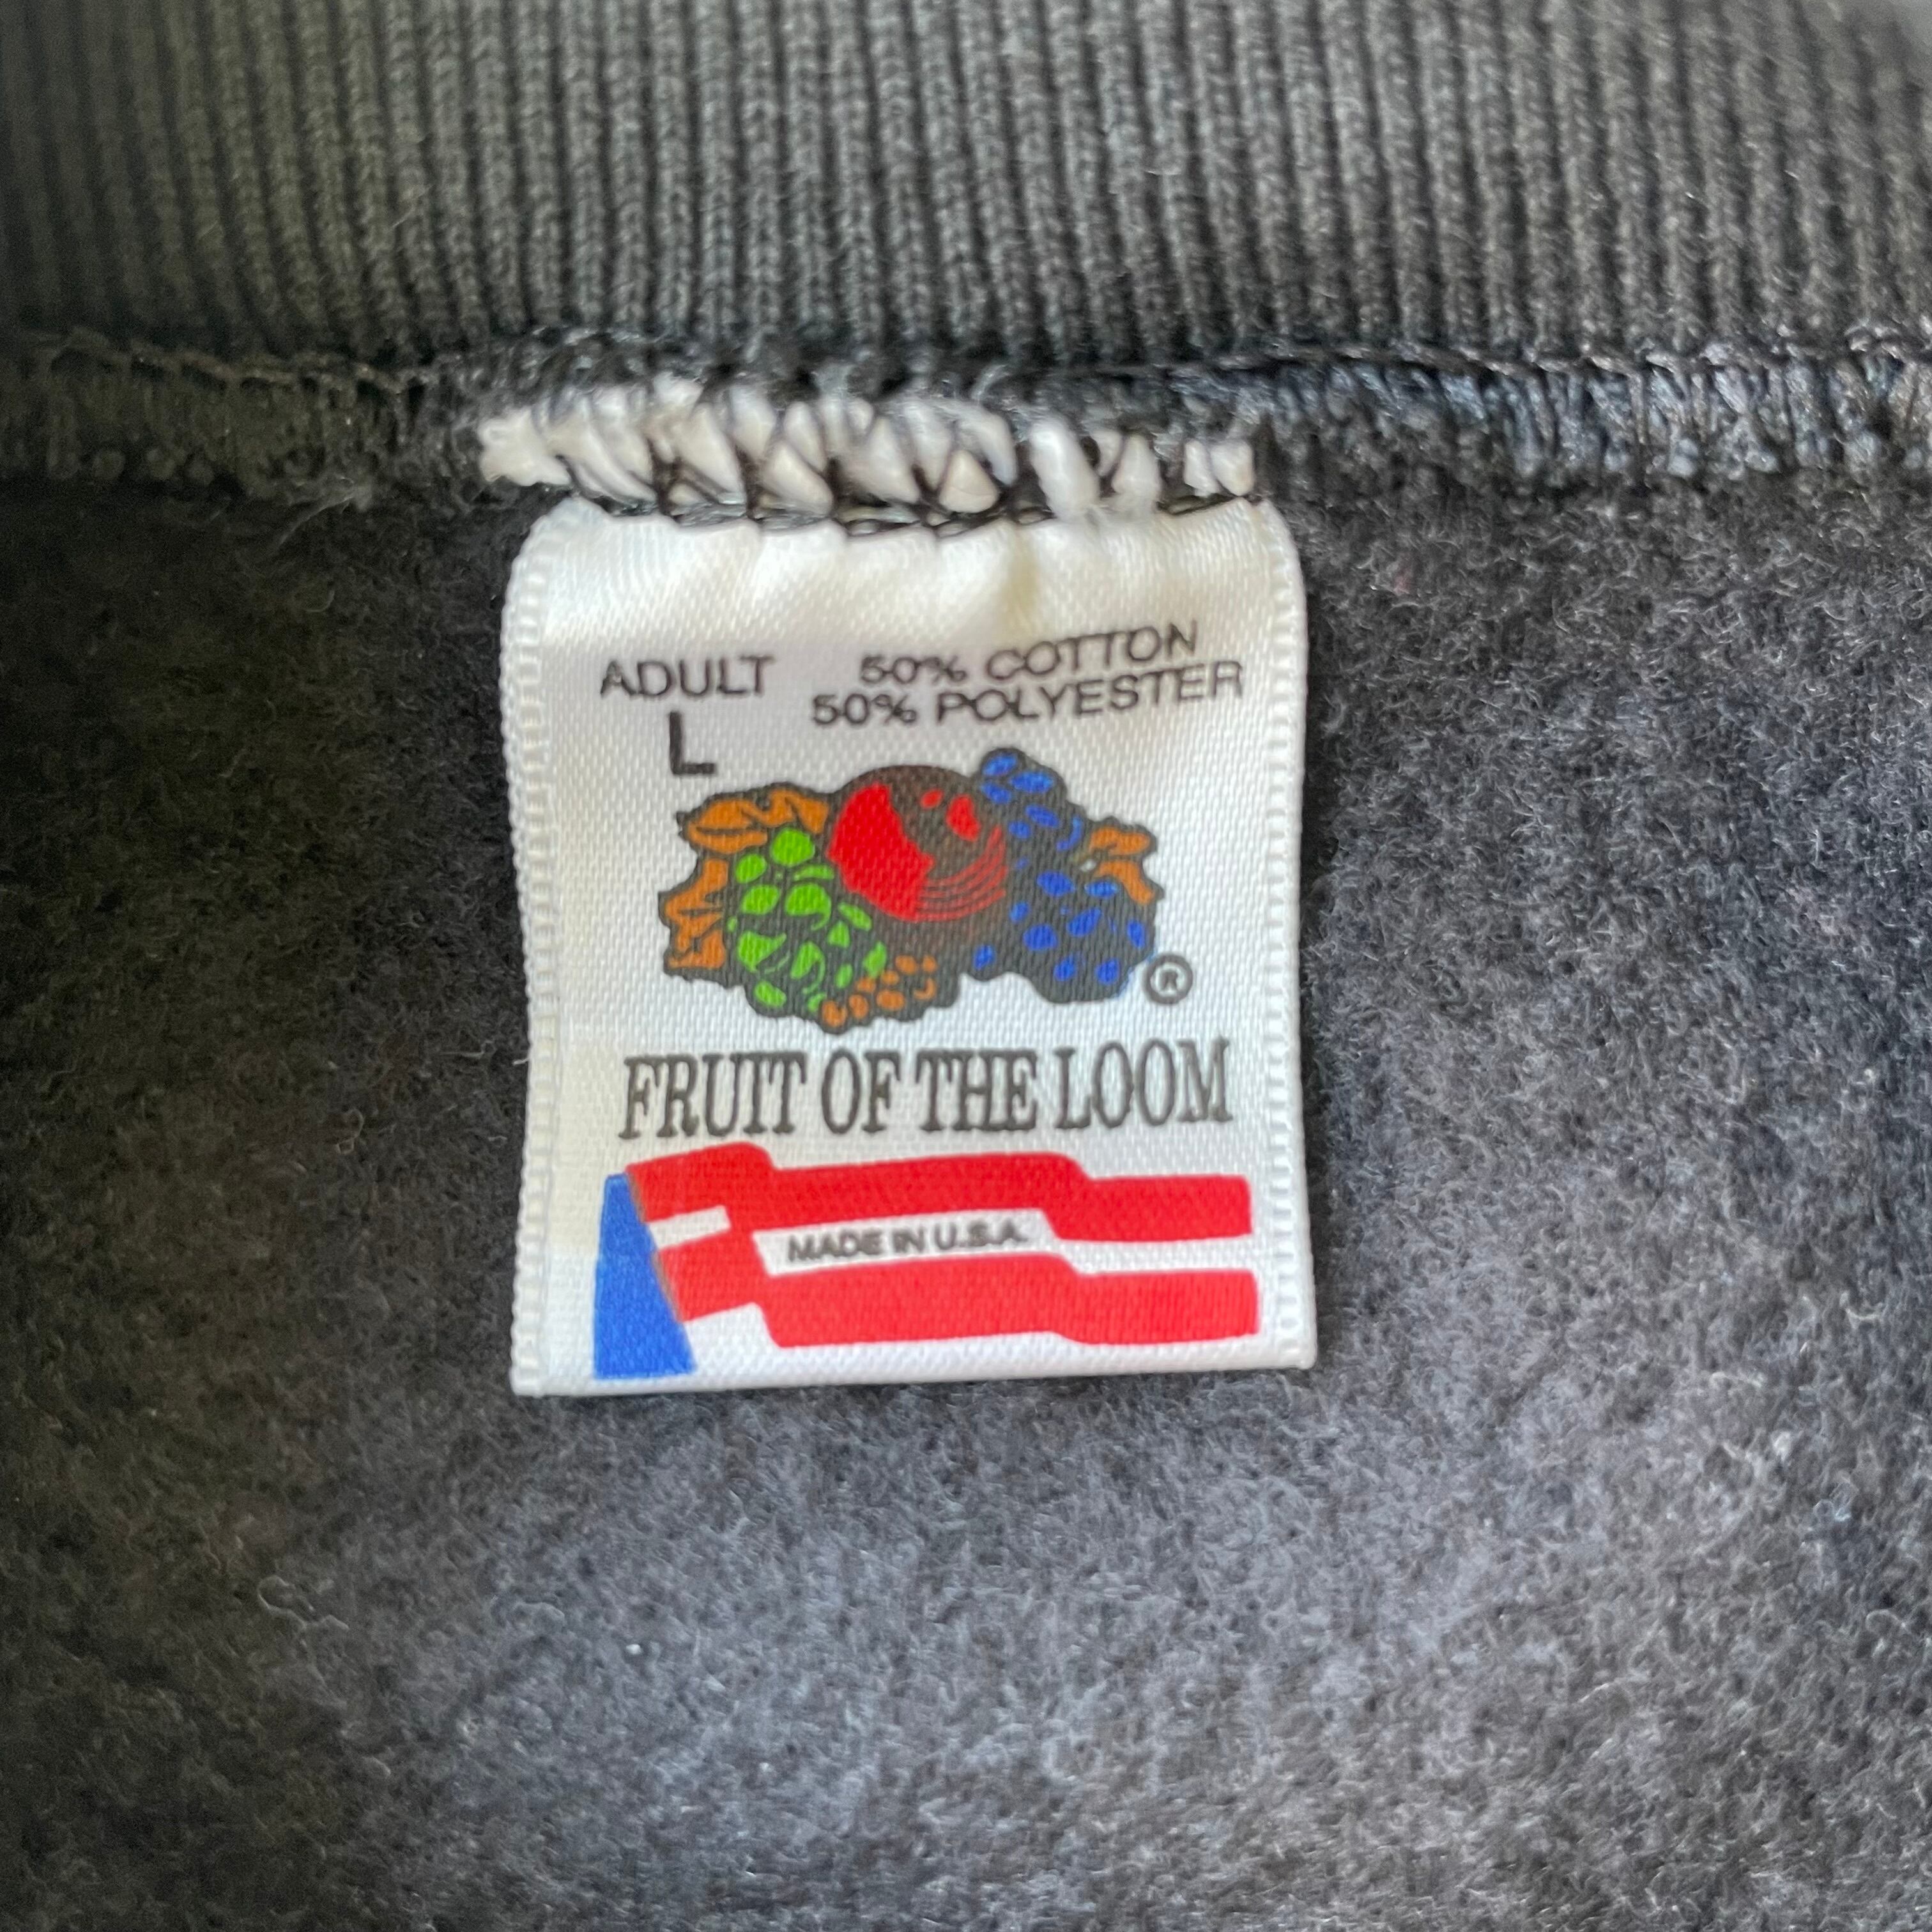 ADULT
L
50% COTTON
50% POLYESTER
®
FRUIT OF THE LOOM
MADE IN U.S.A.